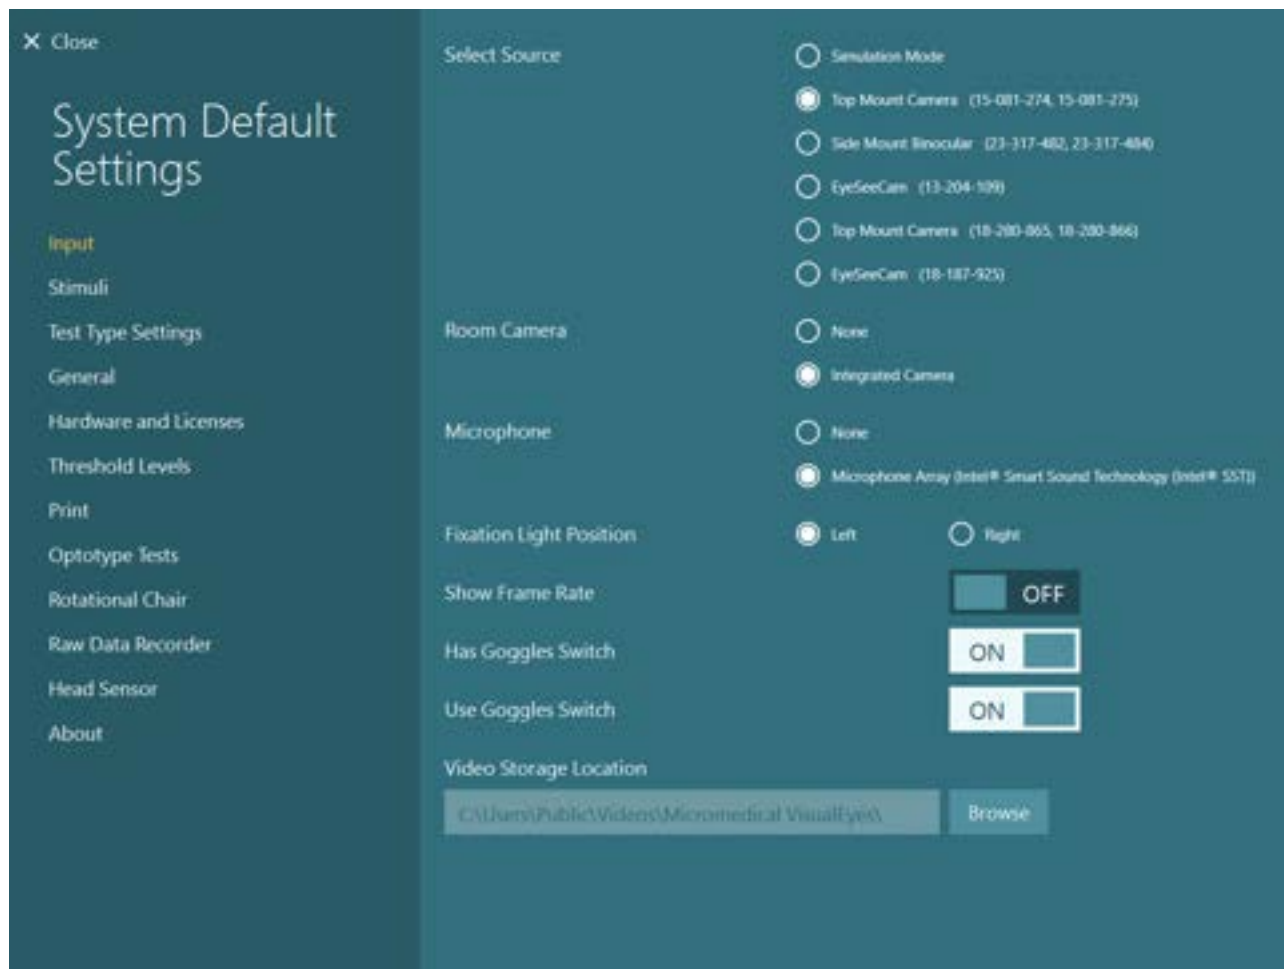 Close
System Default
Settings
Input
Stimuli
Test Type Settings
General
Hardware and Licenses
Threshold Levels
Print
Optotype Tests
Rotational Chair
Raw Data Recorder
Head Sensor
About
Select Source
Simulation Mode
Top Mount Camera (15-081-274, 15-081-275)
Side Mount Binocular (23-317-482, 23-317-484)
EyeSeeCam (13-204-109)
Top Mount Camera (18-280-865, 18-280-866)
EyeSeeCam (18-187-925)
Room Camera
None
Integrated Camera
Microphone
None
Microphone Array (Intel® Smart Sound Technology (Intel® SST))
Fixation Light Position
Left Right
Show Frame Rate OFF
Has Goggles Switch ON
Use Goggles Switch ON
Video Storage Location
C:\Users\Public\Videos\Micromedical VisualEyes\
Browse